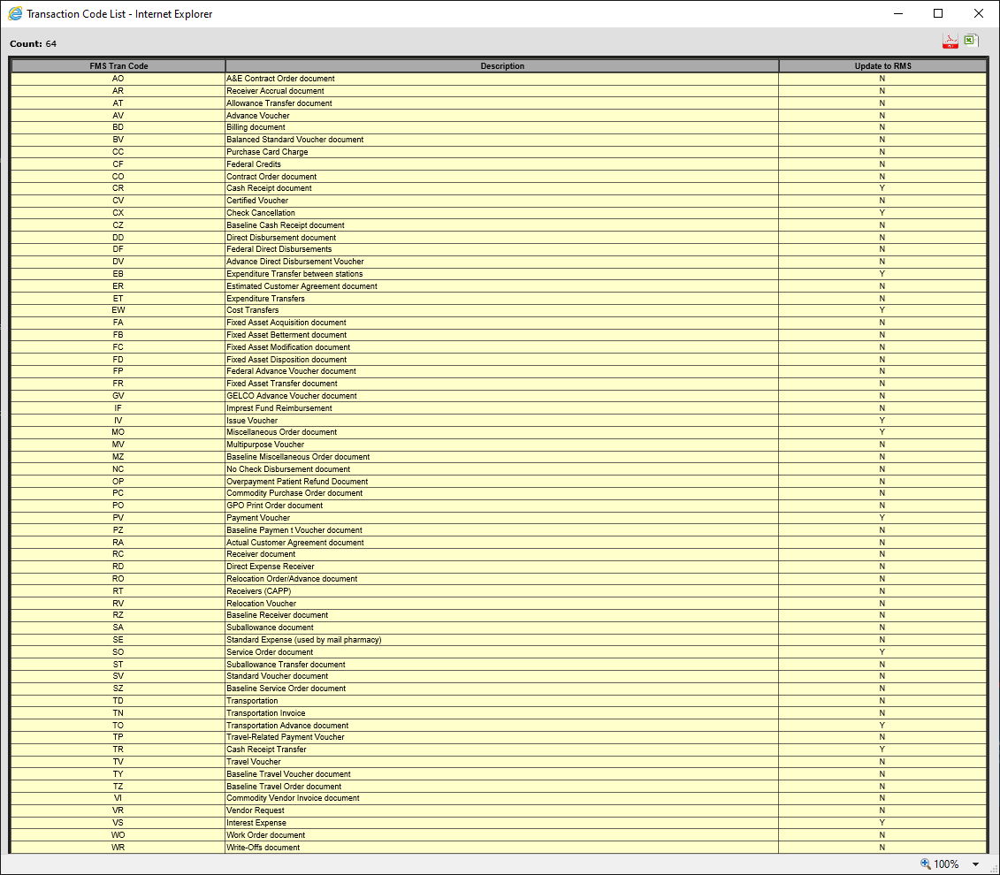 Transaction Code List - Internet Explorer
Count: 64
FMS Tran Code Description Update to RMS
AO A&E Contract Order document N
AR Receiver Accrual document N
AT Allowance Transfer document N
AV Advance Voucher N
BD Billing document N
BV Balanced Standard Voucher document N
CC Purchase Card Charge N
CF Federal Credits N
CO Contract Order document N
CR Cash Receipt document Y
CV Certified Voucher N
CX Check Cancellation Y
CZ Baseline Cash Receipt document N
DD Direct Disbursement document N
DF Federal Direct Disbursements N
DV Advance Direct Disbursement Voucher N
EB Expenditure Transfer between stations Y
ER Estimated Customer Agreement document N
ET Expenditure Transfers N
EW Cost Transfers Y
FA Fixed Asset Acquisition document N
FB Fixed Asset Betterment document N
FC Fixed Asset Modification document N
FD Fixed Asset Disposition document N
FP Federal Advance Voucher document N
FR Fixed Asset Transfer document N
GV GELCO Advance Voucher document N
IF Imprest Fund Reimbursement N
IV Issue Voucher Y
MO Miscellaneous Order document Y
MV Multipurpose Voucher N
MZ Baseline Miscellaneous Order document N
NC No Check Disbursement document N
OP Overpayment Patient Refund Document N
PC Commodity Purchase Order document N
PO GPO Print Order document N
PV Payment Voucher Y
PZ Baseline Paymen t Voucher document N
RA Actual Customer Agreement document N
RC Receiver document N
RD Direct Expense Receiver N
RO Relocation Order/Advance document N
RT Receivers (CAPP) N
RV Relocation Voucher N
RZ Baseline Receiver document N
SA Suballowance document N
SE Standard Expense (used by mail pharmacy) N
SO Service Order document Y
ST Suballowance Transfer document N
SV Standard Voucher document N
SZ Baseline Service Order document N
TD Transportation N
TN Transportation Invoice N
TO Transportation Advance document Y
TP Travel-Related Payment Voucher N
TR Cash Receipt Transfer Y
TV Travel Voucher N
TY Baseline Travel Voucher document N
TZ Baseline Travel Order document N
VI Commodity Vendor Invoice document N
VR Vendor Request N
VS Interest Expense Y
WO Work Order document N
WR Write-Offs document N
100%